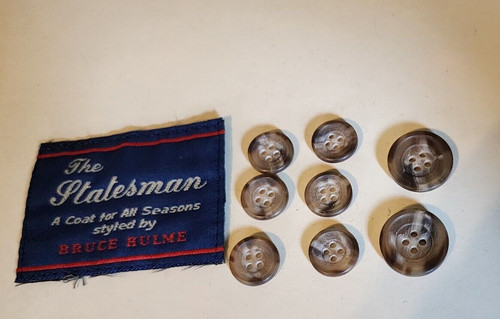 The
Statesman
A Coat for All Seasons
styled by
BRUCE HULME